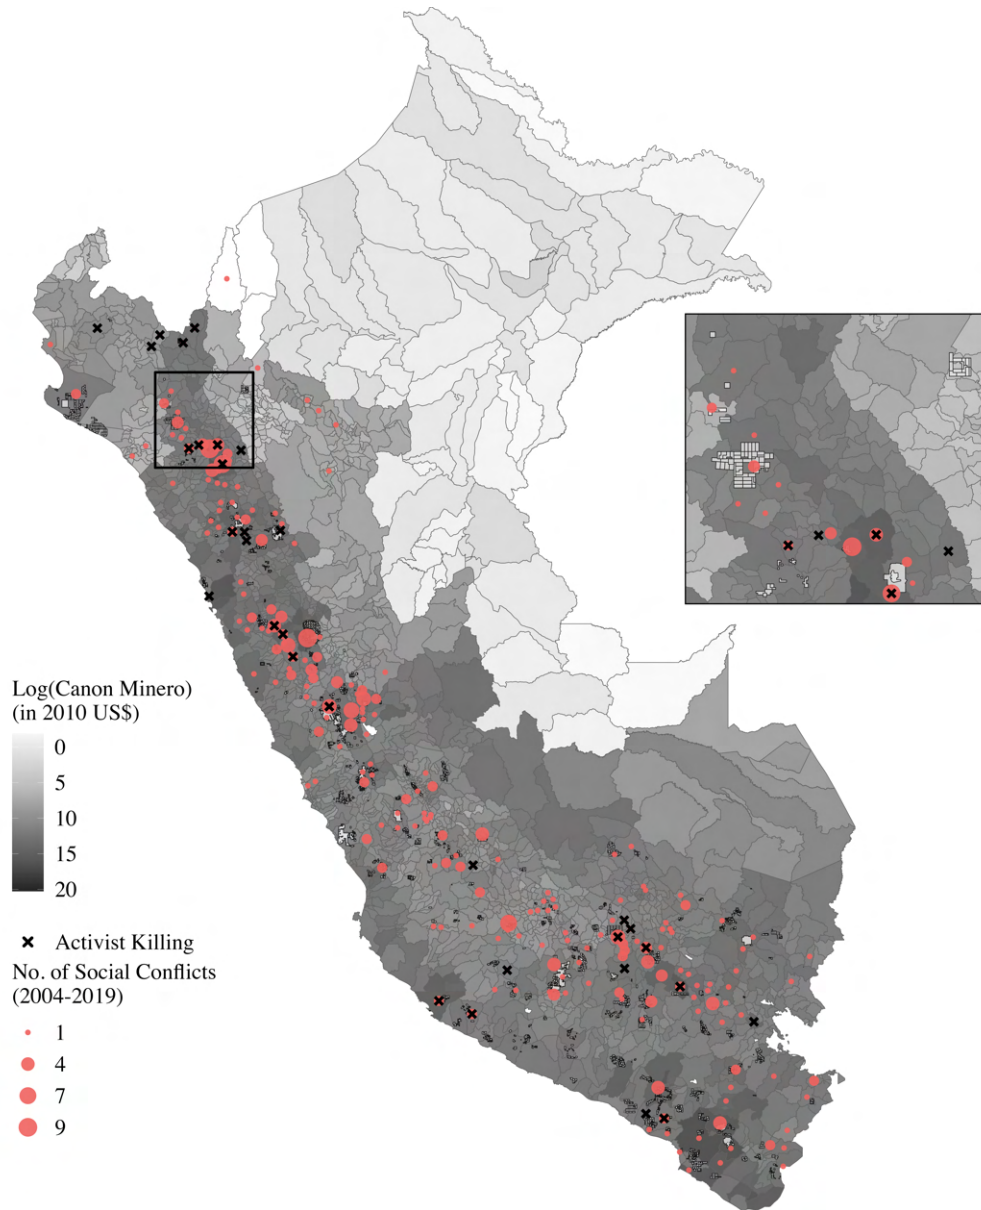 Log(Canon Minero)
(in 2010 US$)
0
5
10
15
20
Activist Killing
No. of Social Conflicts
(2004-2019)
1
4
7
9